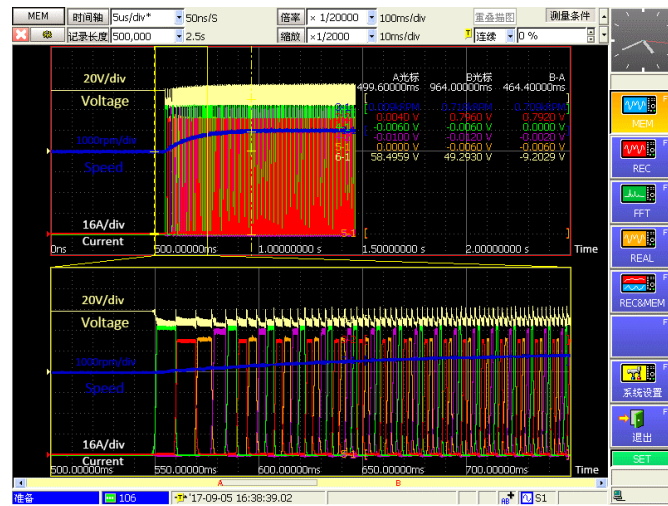 MEM 时间轴 5us/div* 50ns/S 倍率 × 1/20000 100ms/div 重叠描图 测量条件
记录长度 500,000 2.5s 缩放 ×1/2000 10ms/div 连续 0 %
A光标 B光标 B-A
499.60000ms 964.00000ms 464.40000ms
20V/div
Voltage
0.0040 V 0.7960 V 0.7920 V
-0.0060 V -0.0060 V 0.0000 V
-0.0100 V -0.0120 V -0.0020 V
1000rpm/div
5-1 0.0000 V -0.0060 V -0.0060 V
6-1 58.4959 V 49.2930 V -9.2029 V
Speed
16A/div
Current
0ns 500.00000ms 1.00000000 s 1.50000000 s 2.00000000 s Time
20V/div
Voltage
1000rpm/div
Speed
16A/div
Current
500.00000ms 550.00000ms 600.00000ms 650.00000ms 700.00000ms Time
A B
准备 106 '17-09-05 16:38:39.02 AB S1
F
MEM
F
REC
F
FFT
F
REAL
F
REC&MEM
F
F
系统设置
F
退出
SET